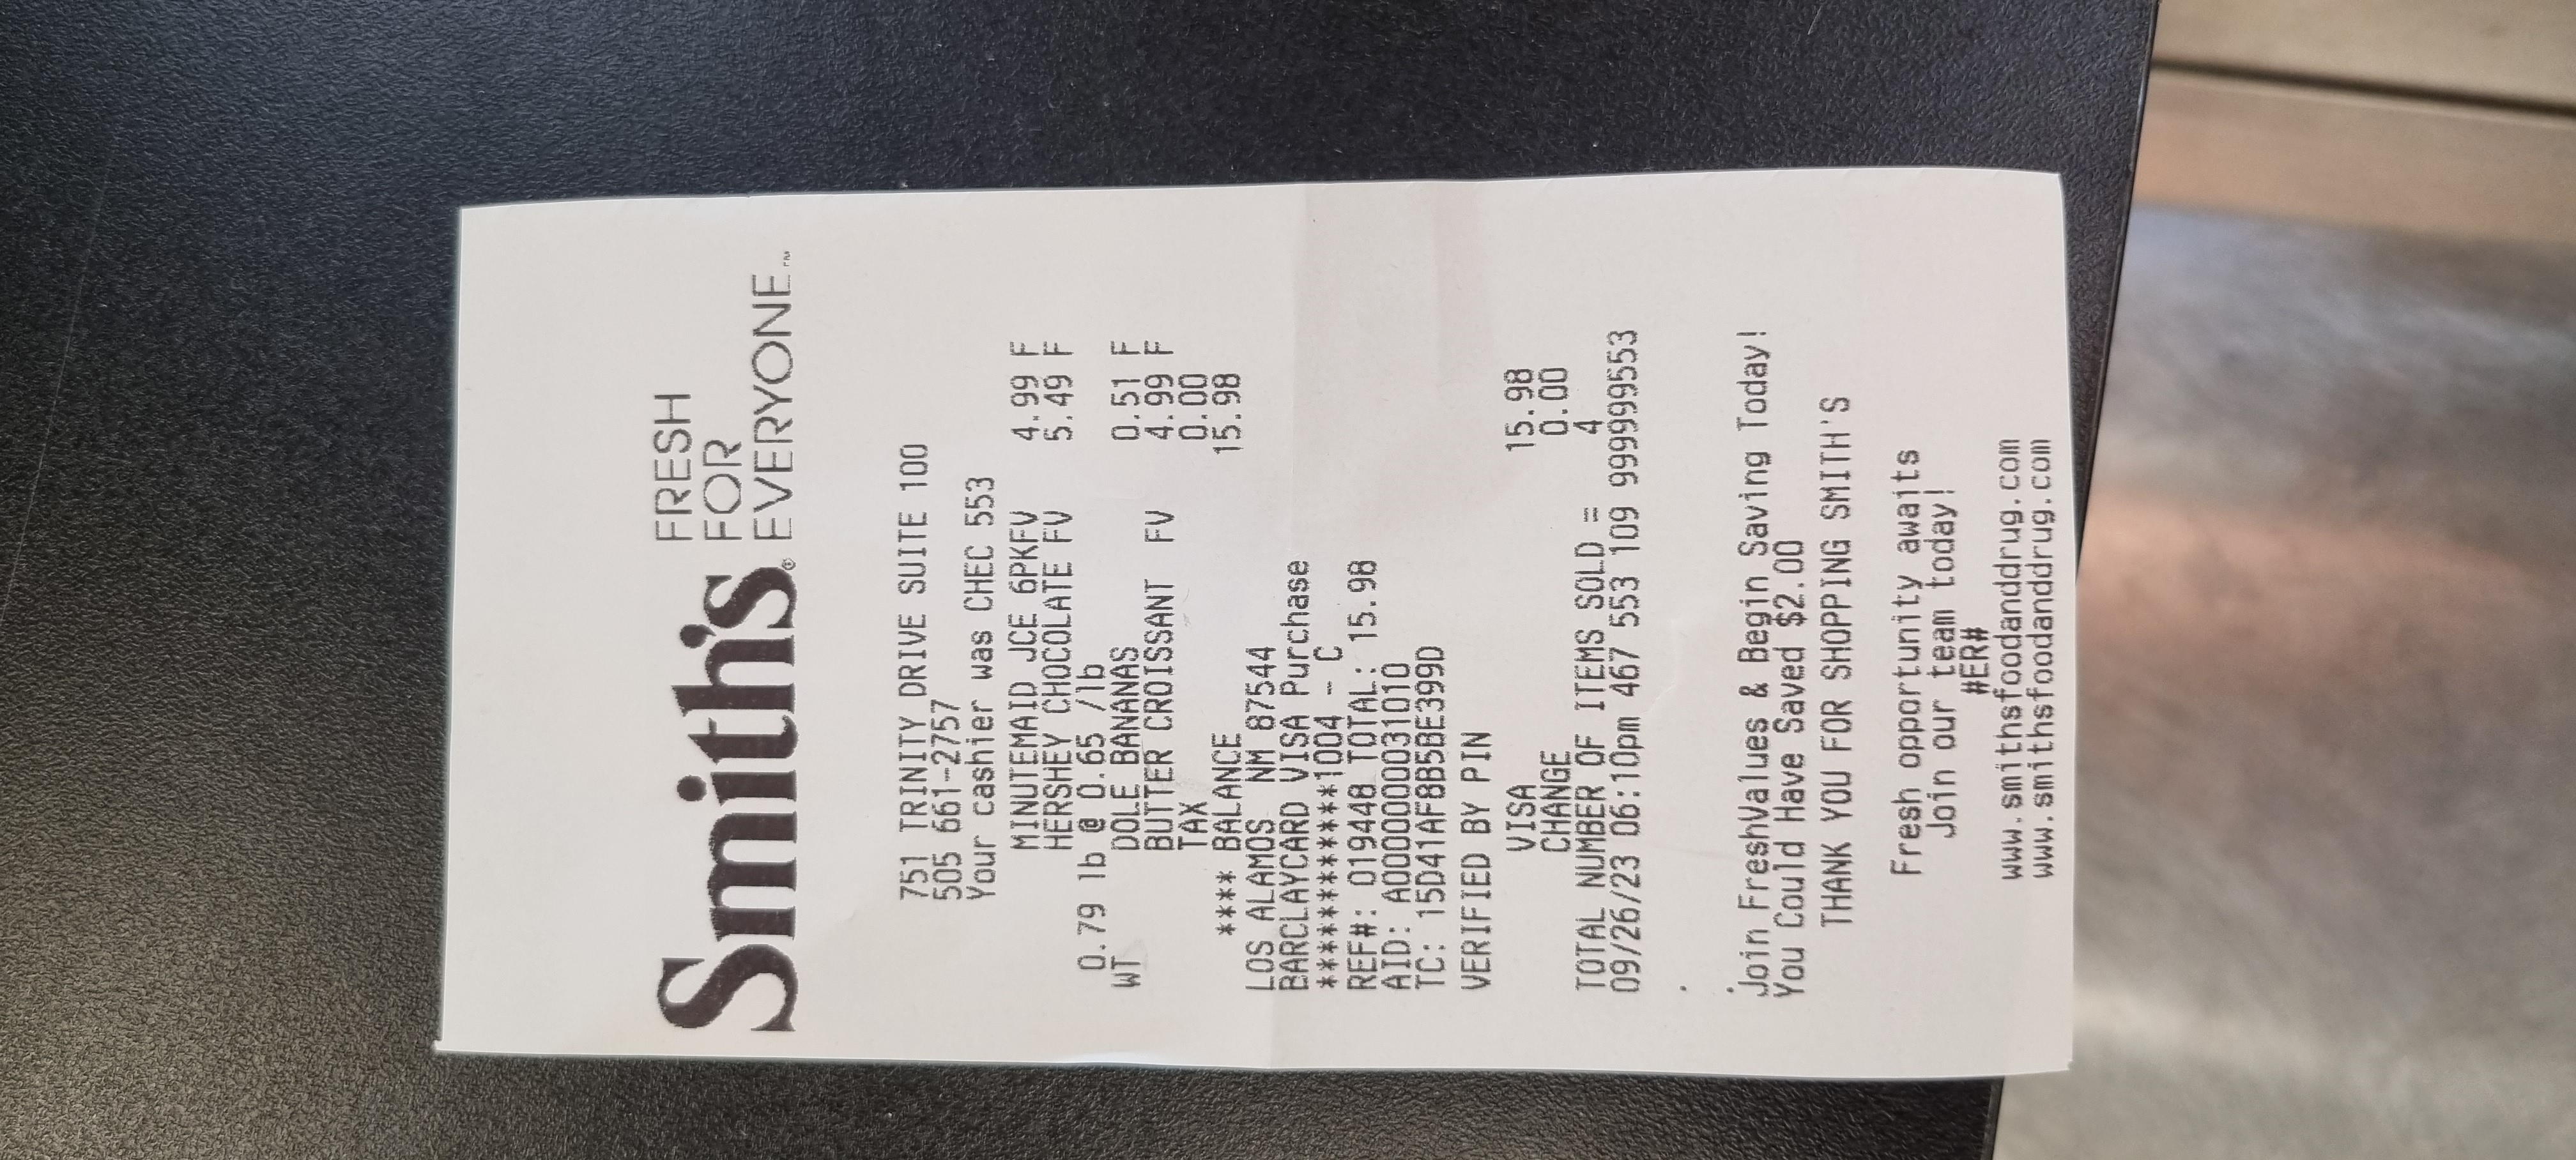 Smith's® FRESH FOR EVERYONE™
751 TRINITY DRIVE SUITE 100
505 661-2757
Your cashier was CHEC 553
MINUTEMAID JCE 6PKFV 4.99 F
HERSHEY CHOCOLATE FV 5.49 F
0.79 lb @ 0.65 /lb
WT DOLE BANANAS 0.51 F
BUTTER CROISSANT FV 4.99 F
TAX 0.00
**** BALANCE 15.98
LOS ALAMOS NM 87544
BARCLAYCARD VISA Purchase
************1004 - C
REF#: 019448 TOTAL: 15.98
AID: A0000000031010
TC: 15D41AFBB5BE399D
VERIFIED BY PIN
VISA 15.98
CHANGE 0.00
TOTAL NUMBER OF ITEMS SOLD = 4
09/26/23 06:10pm 467 553 109 999999553
.
.
Join FreshValues & Begin Saving Today!
You Could Have Saved $2.00
THANK YOU FOR SHOPPING SMITH'S
Fresh opportunity awaits
Join our team today!
#ER#
www.smithsfoodanddrug.com
www.smithsfoodanddrug.com